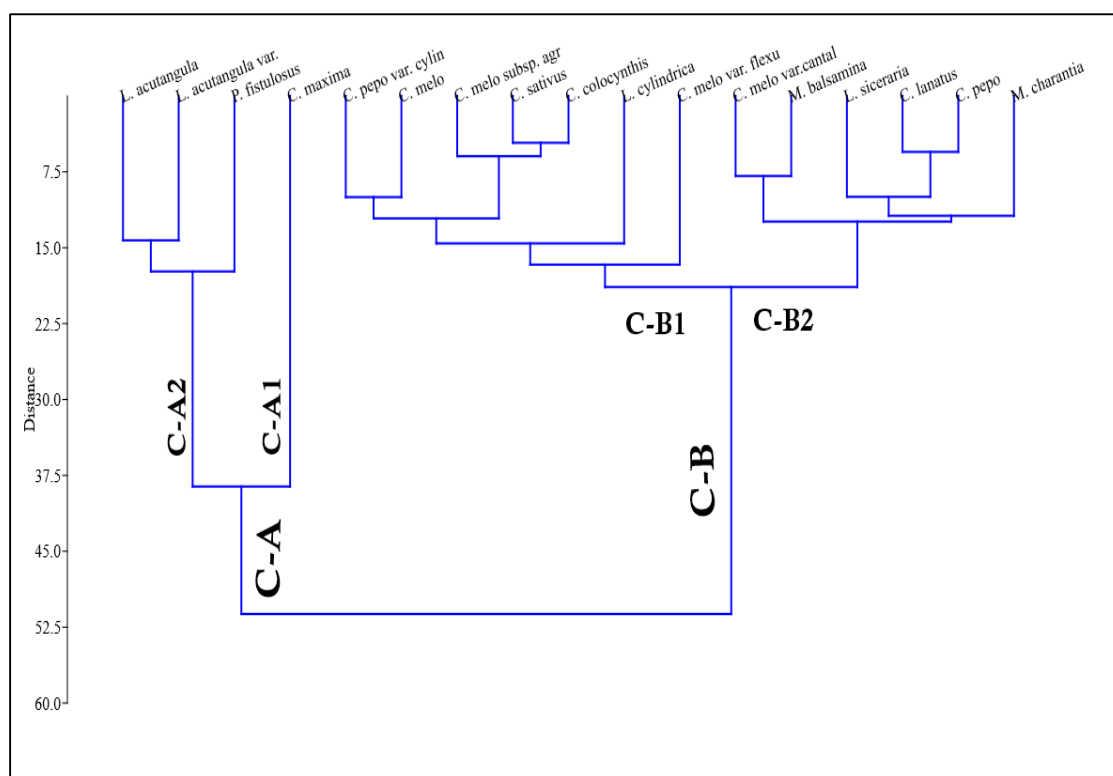 L. acutangula
L. acutangula var.
P. fistulosus
C. maxima
C. pepo var. cylin
C. melo
C. melo subsp. agr
C. sativus
C. colocynthis
L. cylindrica
C. melo var. flexu
C. melo var.cantal
M. balsamina
L. siceraria
C. lanatus
C. pepo
M. charantia
7.5
15.0
22.5
30.0
37.5
45.0
52.5
60.0
Distance
C-A2
C-A1
C-A
C-B
C-B1
C-B2